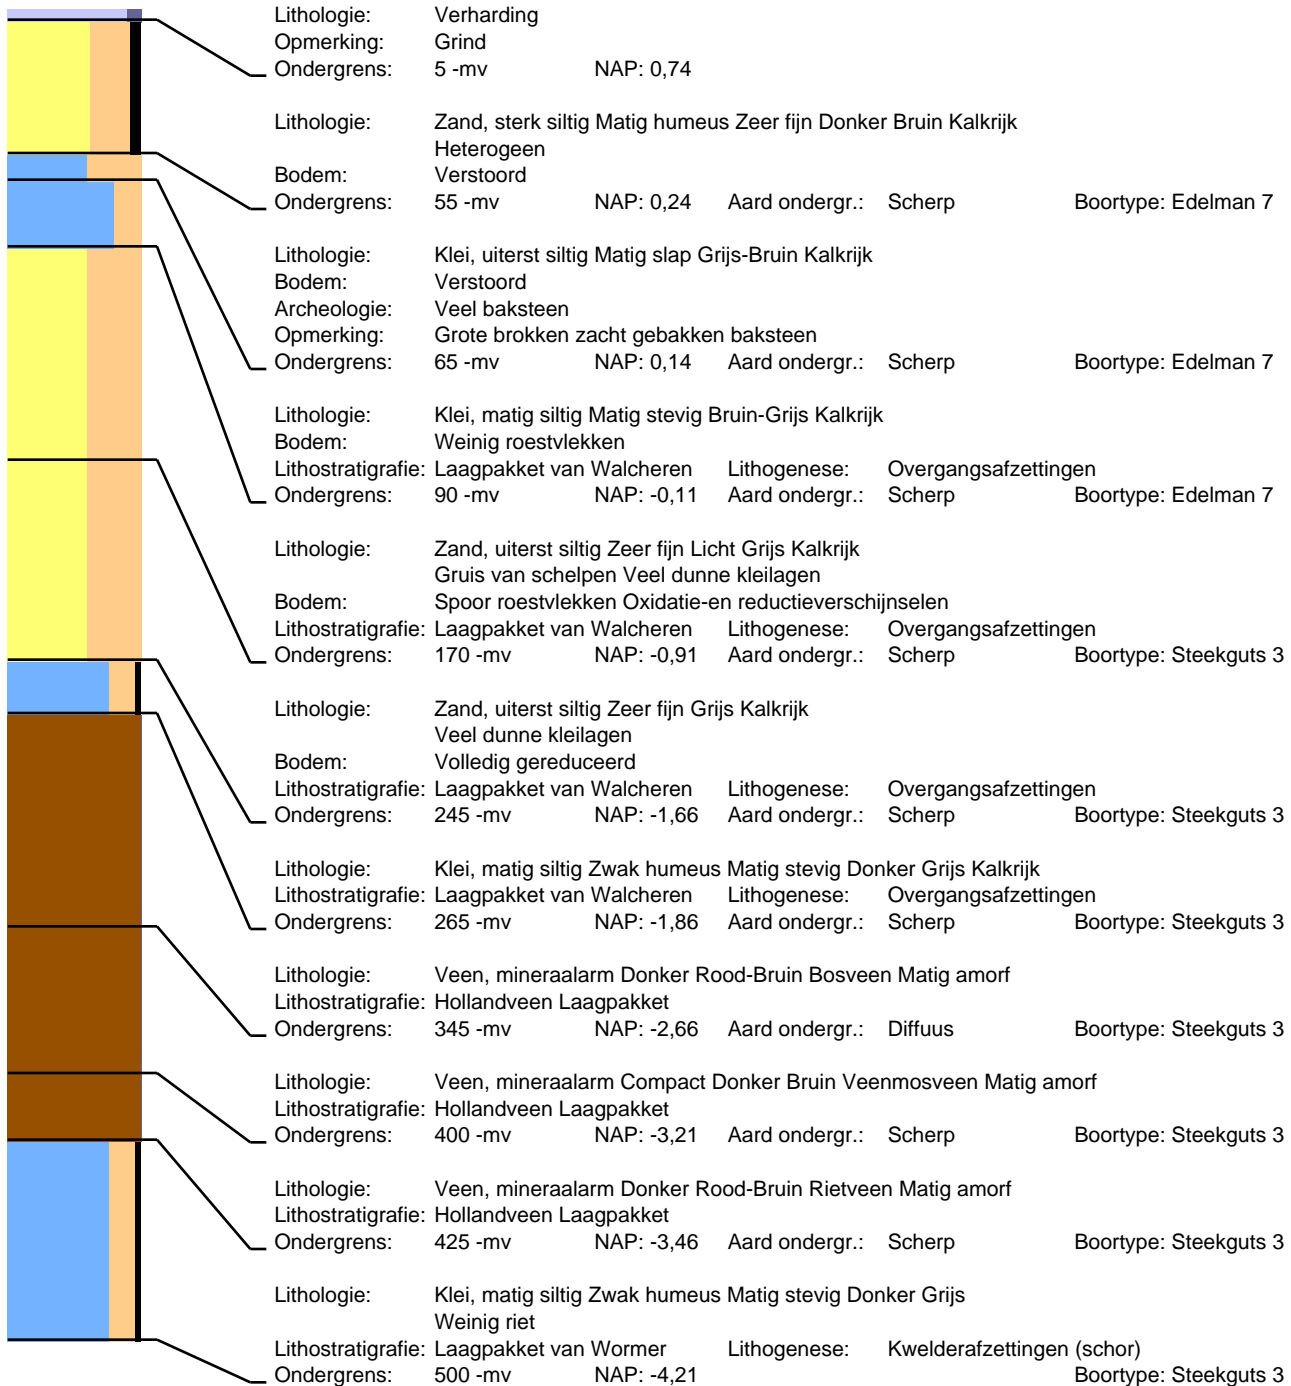 Lithologie: Verharding
Opmerking: Grind
Ondergrens: 5 -mv NAP: 0,74
Lithologie: Zand, sterk siltig Matig humeus Zeer fijn Donker Bruin Kalkrijk
Heterogeen
Bodem: Verstoord
Ondergrens: 55 -mv NAP: 0,24 Aard ondergr.: Scherp Boortype: Edelman 7
Lithologie: Klei, uiterst siltig Matig slap Grijs-Bruin Kalkrijk
Bodem: Verstoord
Archeologie: Veel baksteen
Opmerking: Grote brokken zacht gebakken baksteen
Ondergrens: 65 -mv NAP: 0,14 Aard ondergr.: Scherp Boortype: Edelman 7
Lithologie: Klei, matig siltig Matig stevig Bruin-Grijs Kalkrijk
Bodem: Weinig roestvlekken
Lithostratigrafie: Laagpakket van Walcheren Lithogenese: Overgangsafzettingen
Ondergrens: 90 -mv NAP: -0,11 Aard ondergr.: Scherp Boortype: Edelman 7
Lithologie: Zand, uiterst siltig Zeer fijn Licht Grijs Kalkrijk
Gruis van schelpen Veel dunne kleilagen
Bodem: Spoor roestvlekken Oxidatie-en reductieverschijnselen
Lithostratigrafie: Laagpakket van Walcheren Lithogenese: Overgangsafzettingen
Ondergrens: 170 -mv NAP: -0,91 Aard ondergr.: Scherp Boortype: Steekguts 3
Lithologie: Zand, uiterst siltig Zeer fijn Grijs Kalkrijk
Veel dunne kleilagen
Bodem: Volledig gereduceerd
Lithostratigrafie: Laagpakket van Walcheren Lithogenese: Overgangsafzettingen
Ondergrens: 245 -mv NAP: -1,66 Aard ondergr.: Scherp Boortype: Steekguts 3
Lithologie: Klei, matig siltig Zwak humeus Matig stevig Donker Grijs Kalkrijk
Lithostratigrafie: Laagpakket van Walcheren Lithogenese: Overgangsafzettingen
Ondergrens: 265 -mv NAP: -1,86 Aard ondergr.: Scherp Boortype: Steekguts 3
Lithologie: Veen, mineraalarm Donker Rood-Bruin Bosveen Matig amorf
Lithostratigrafie: Hollandveen Laagpakket
Ondergrens: 345 -mv NAP: -2,66 Aard ondergr.: Diffuus Boortype: Steekguts 3
Lithologie: Veen, mineraalarm Compact Donker Bruin Veenmosveen Matig amorf
Lithostratigrafie: Hollandveen Laagpakket
Ondergrens: 400 -mv NAP: -3,21 Aard ondergr.: Scherp Boortype: Steekguts 3
Lithologie: Veen, mineraalarm Donker Rood-Bruin Rietveen Matig amorf
Lithostratigrafie: Hollandveen Laagpakket
Ondergrens: 425 -mv NAP: -3,46 Aard ondergr.: Scherp Boortype: Steekguts 3
Lithologie: Klei, matig siltig Zwak humeus Matig stevig Donker Grijs
Weinig riet
Lithostratigrafie: Laagpakket van Wormer Lithogenese: Kwelderafzettingen (schor)
Ondergrens: 500 -mv NAP: -4,21 Boortype: Steekguts 3